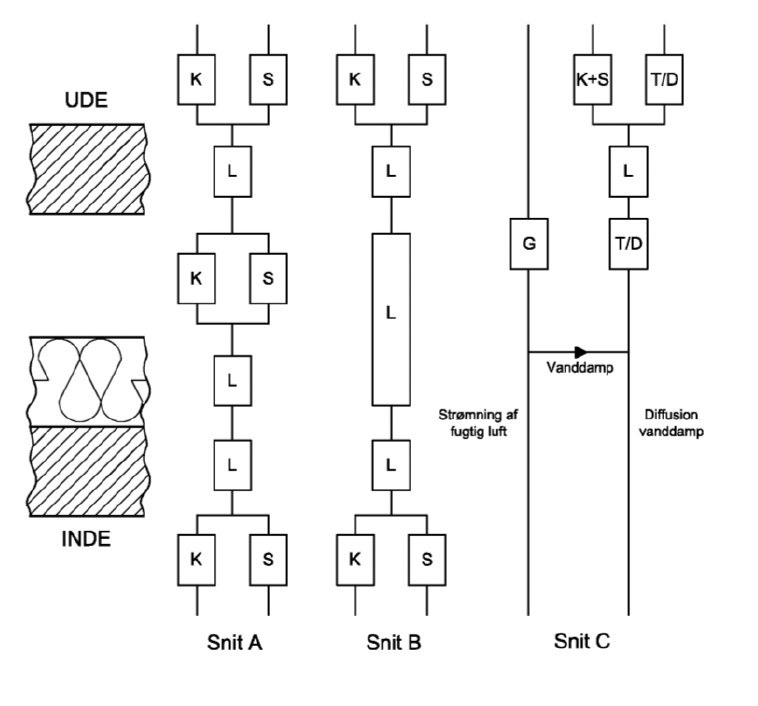 K S K S K+S T/D
UDE
L L L
G T/D
K S
L
Vanddamp
L
Strømning af
fugtig luft
Diffusion
vanddamp
L L
INDE
K S K S
Snit A Snit B Snit C